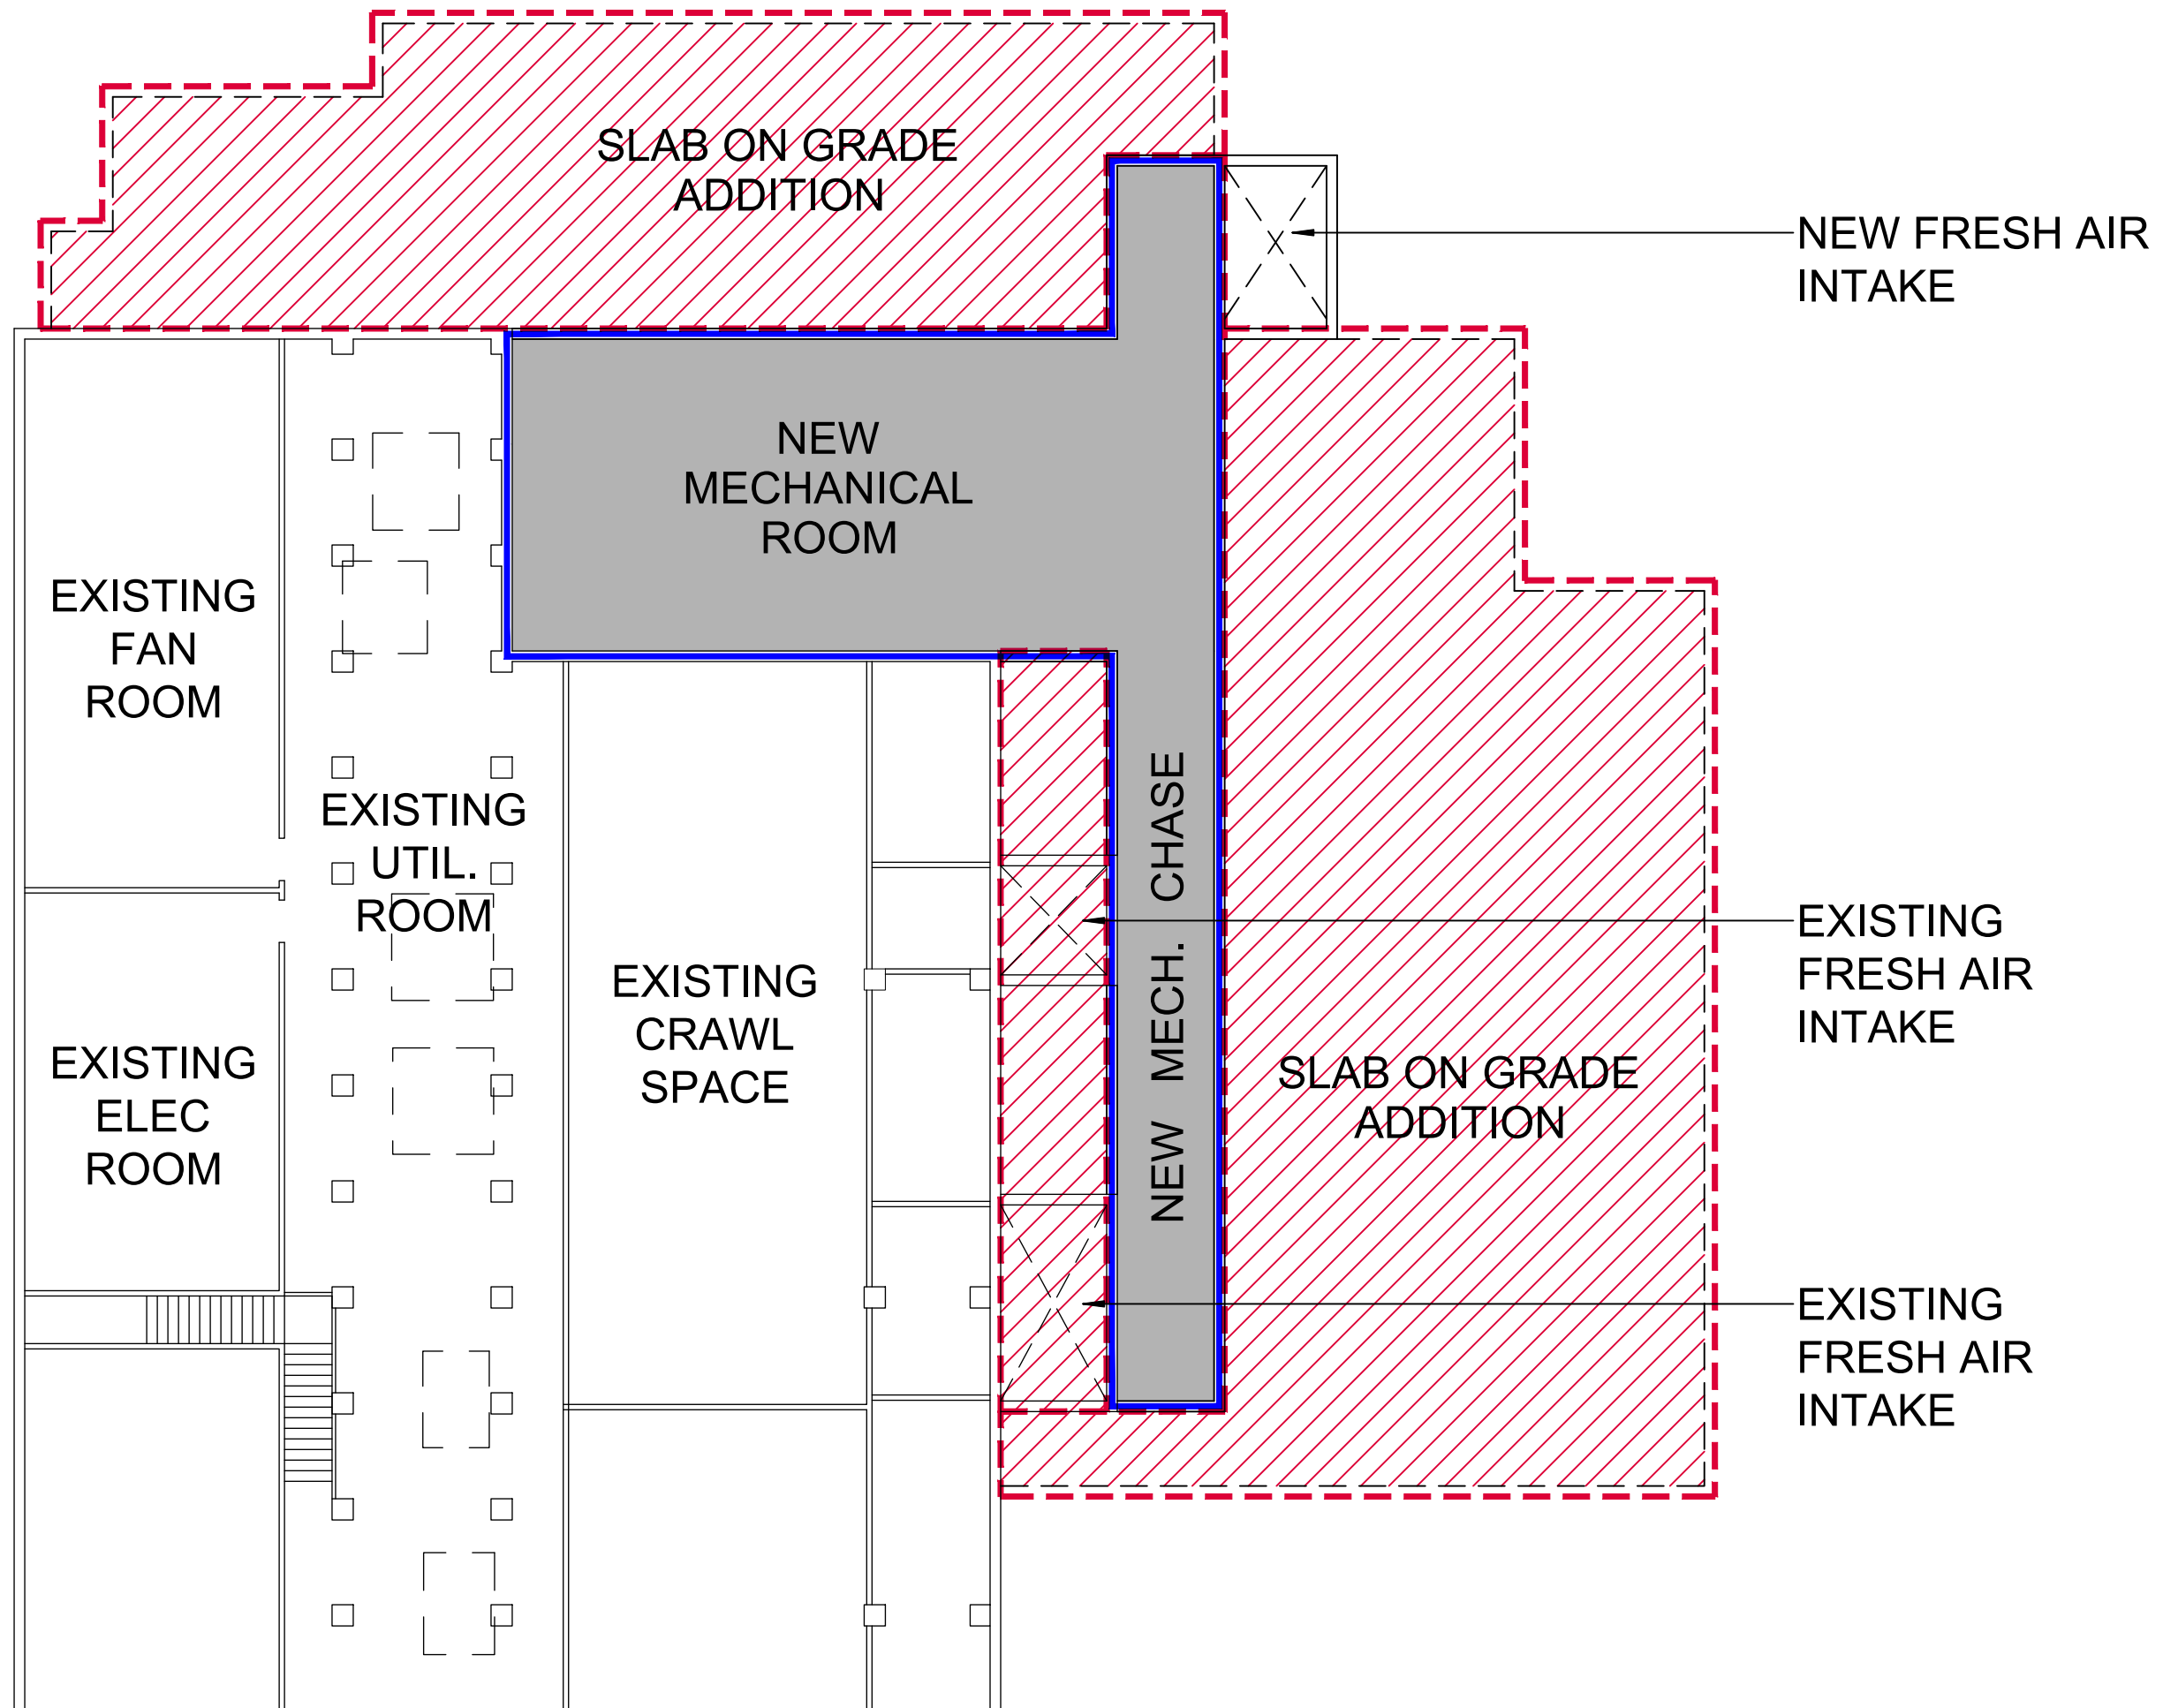 SLAB ON GRADE
ADDITION
NEW FRESH AIR
INTAKE
NEW
MECHANICAL
ROOM
EXISTING
FAN
ROOM
EXISTING
UTIL.
ROOM
NEW MECH. CHASE
EXISTING
FRESH AIR
INTAKE
EXISTING
CRAWL
SPACE
EXISTING
ELEC
ROOM
SLAB ON GRADE
ADDITION
EXISTING
FRESH AIR
INTAKE